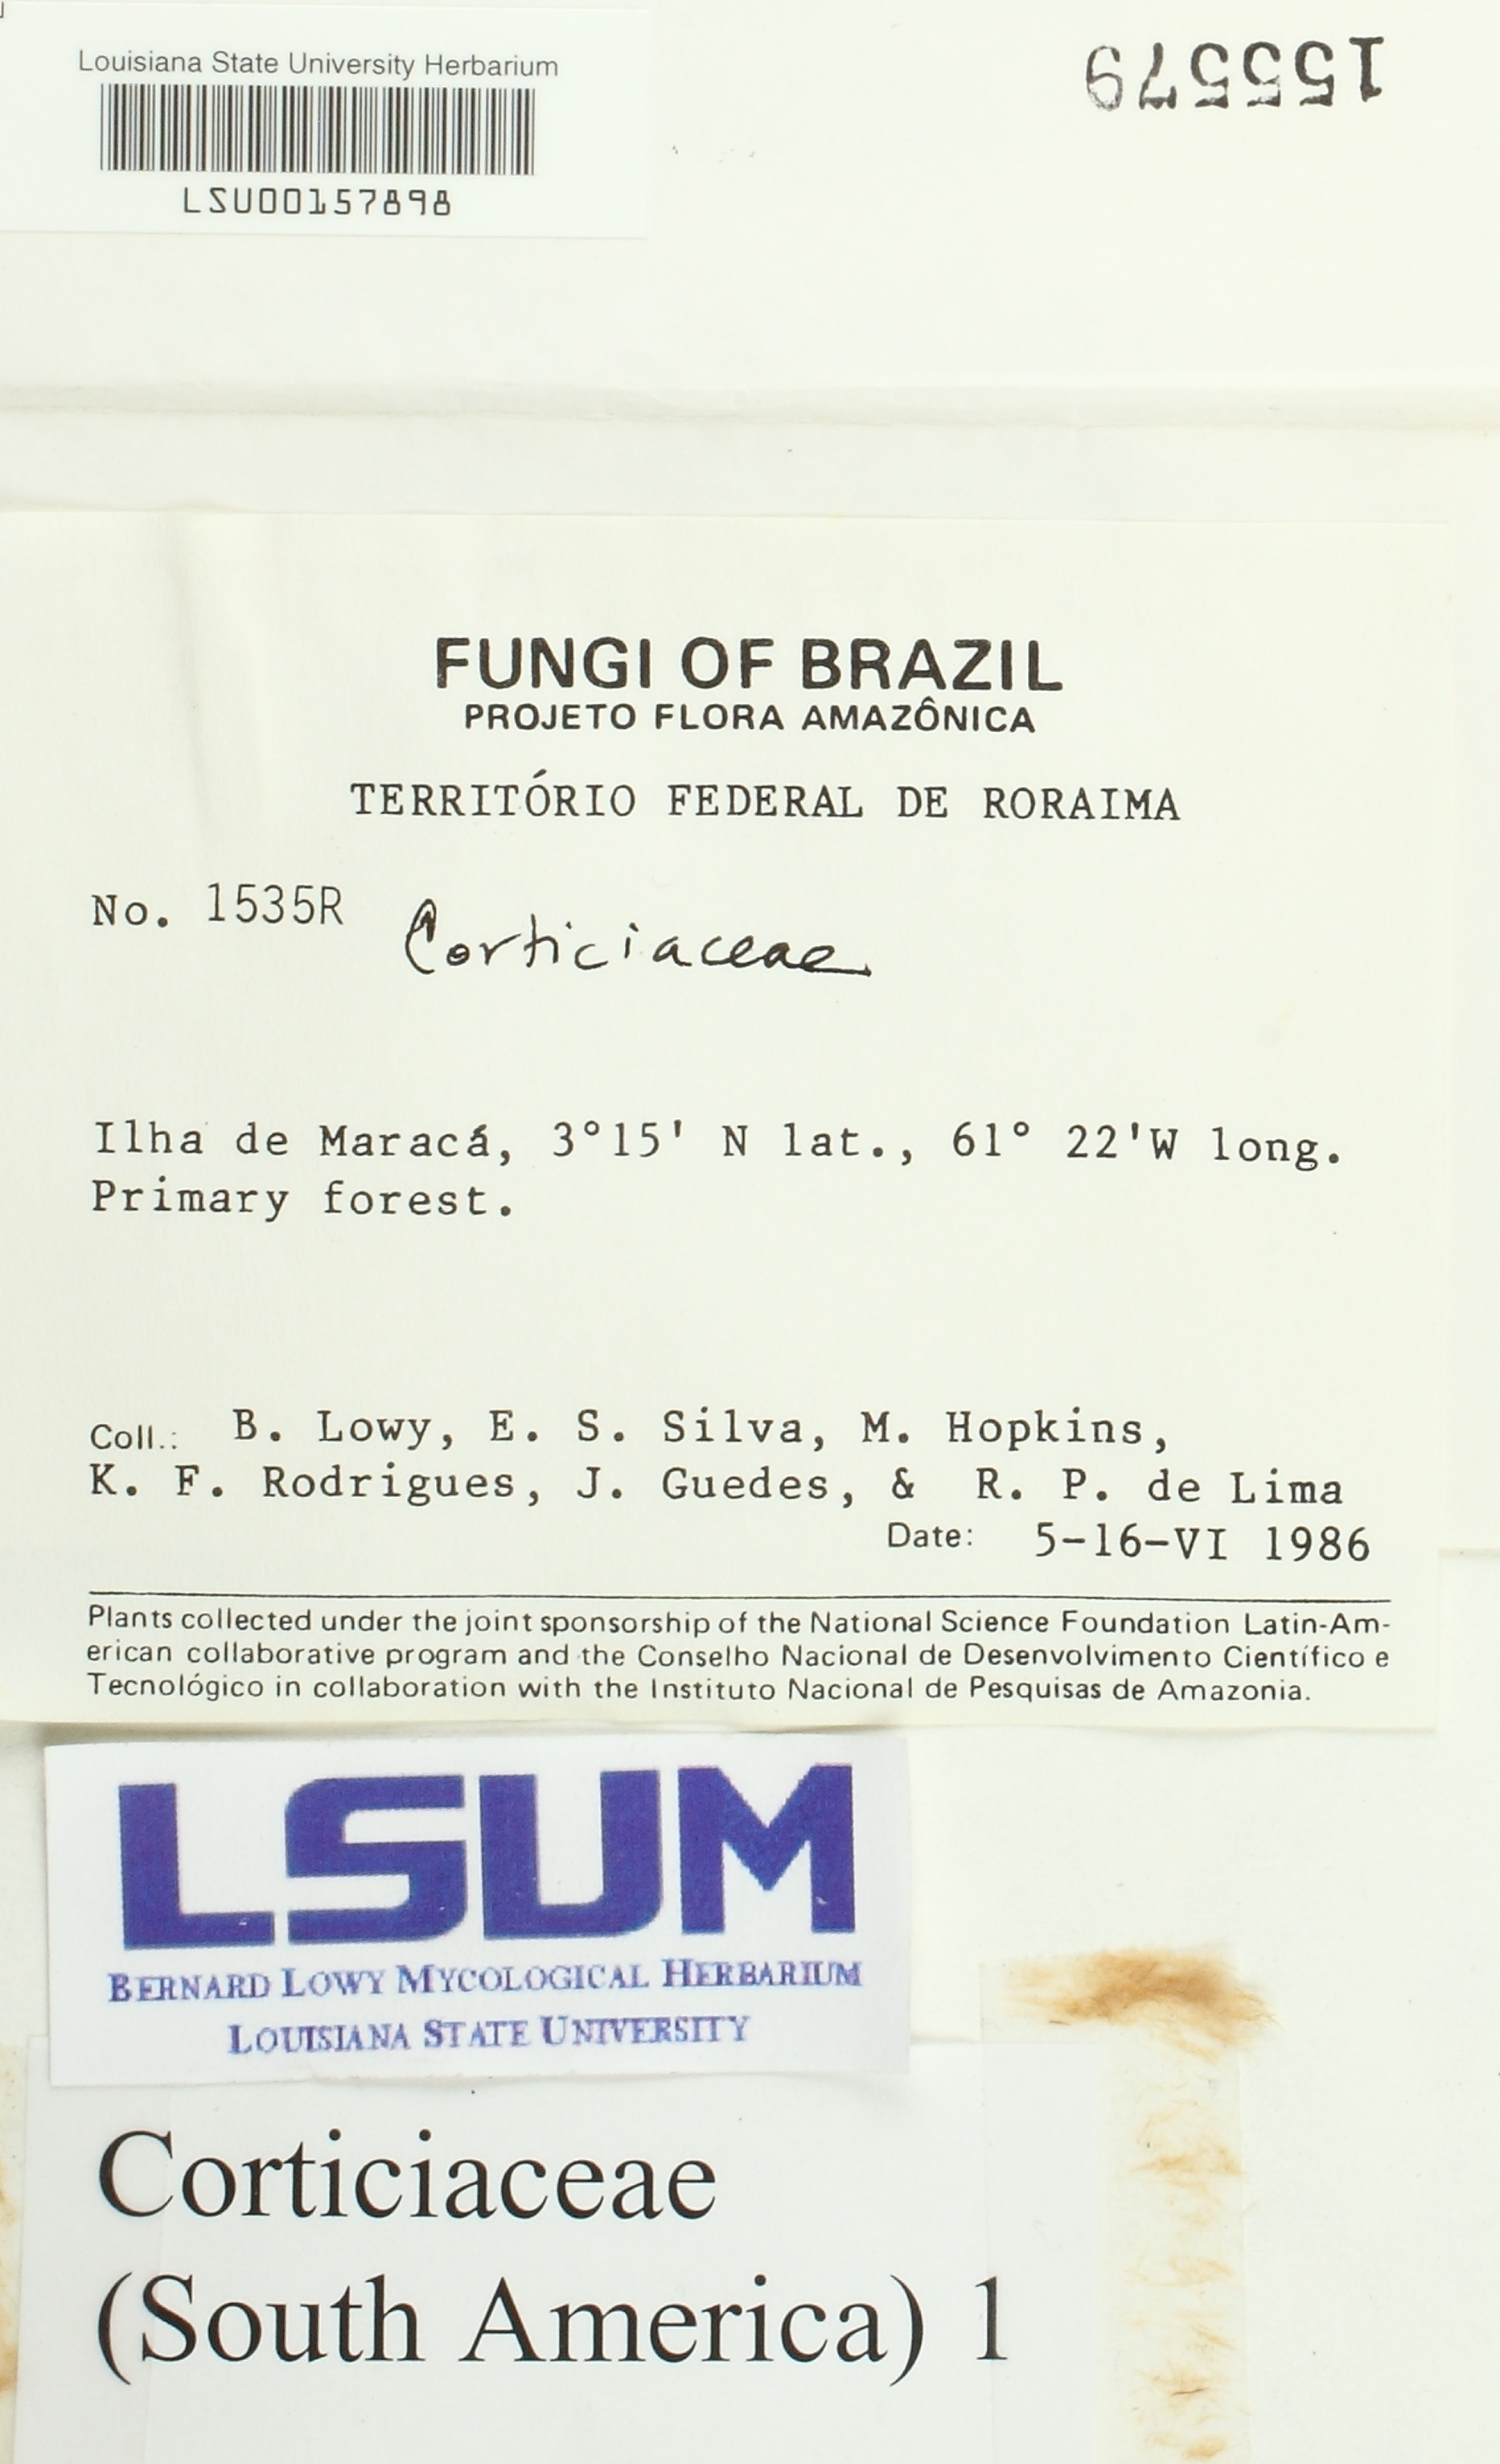 Louisiana State University Herbarium
LSU00157898
155579
FUNGI OF BRAZIL
PROJETO FLORA AMAZÔNICA
TERRITÓRIO FEDERAL DE RORAIMA
No. 1535R Corticiaceae
Ilha de Maracá, 3°15' N lat., 61° 22'W long.
Primary forest.
Coll.: B. Lowy, E. S. Silva, M. Hopkins,
K. F. Rodrigues, J. Guedes, & R. P. de Lima
Date: 5-16-VI 1986
Plants collected under the joint sponsorship of the National Science Foundation Latin-Am-
erican collaborative program and the Conselho Nacional de Desenvolvimento Científico e
Tecnológico in collaboration with the Instituto Nacional de Pesquisas de Amazonia.
LSUM
BERNARD LOWY MYCOLOGICAL HERBARIUM
LOUISIANA STATE UNIVERSITY
Corticiaceae
(South America) 1